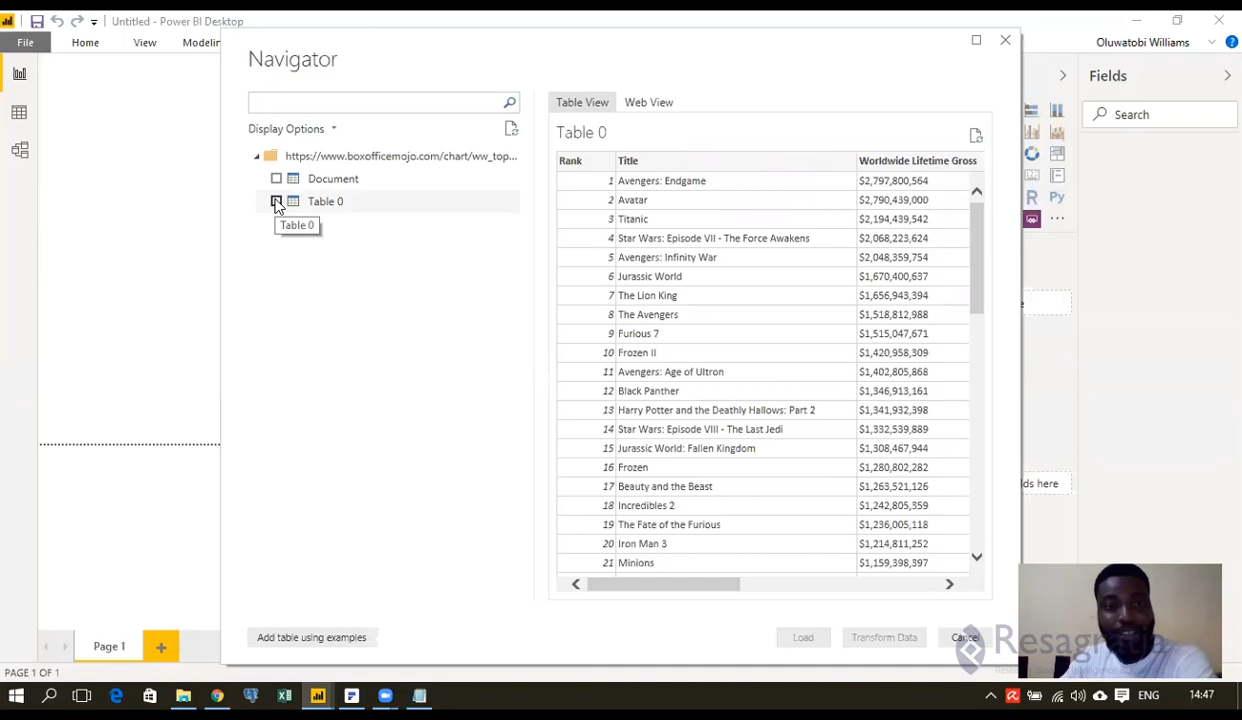 Untitled - Power BI Desktop
File
Home
View
Oluwatobi Williams
Navigator
Fields
Search
Display Options
https://www.boxofficemojo.com/chart/ww_top...
Document
Table 0
Table 0
Table View
Web View
Table 0
Rank Title Worldwide Lifetime Gross
1 Avengers: Endgame $2,797,800,564
2 Avatar $2,790,439,000
3 Titanic $2,194,439,542
4 Star Wars: Episode VII - The Force Awakens $2,068,223,624
5 Avengers: Infinity War $2,048,359,754
6 Jurassic World $1,670,400,637
7 The Lion King $1,656,943,394
8 The Avengers $1,518,812,988
9 Furious 7 $1,515,047,671
10 Frozen II $1,420,958,309
11 Avengers: Age of Ultron $1,402,805,868
12 Black Panther $1,346,913,161
13 Harry Potter and the Deathly Hallows: Part 2 $1,341,932,398
14 Star Wars: Episode VIII - The Last Jedi $1,332,539,889
15 Jurassic World: Fallen Kingdom $1,308,467,944
16 Frozen $1,280,802,282
17 Beauty and the Beast $1,263,521,126
18 Incredibles 2 $1,242,805,359
19 The Fate of the Furious $1,236,005,118
20 Iron Man 3 $1,214,811,252
21 Minions $1,159,398,397
R Py
lds here
Add table using examples
Load
Transform Data
Cancel
Resagratia
Page 1
PAGE 1 OF 1
ENG
14:47